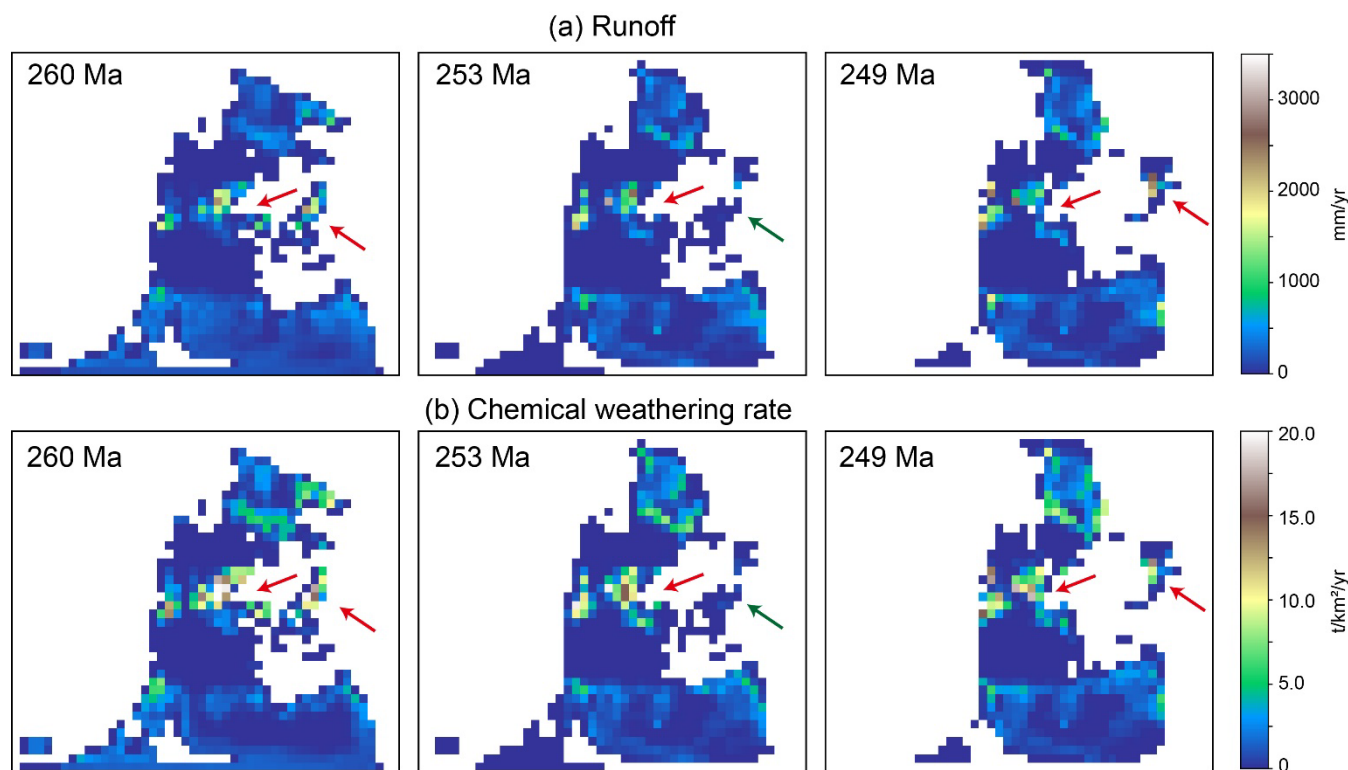 (a) Runoff
260 Ma
253 Ma
249 Ma
3000
2000
1000
0
mm/yr
(b) Chemical weathering rate
260 Ma
253 Ma
249 Ma
20.0
15.0
10.0
5.0
0
t/km²/yr